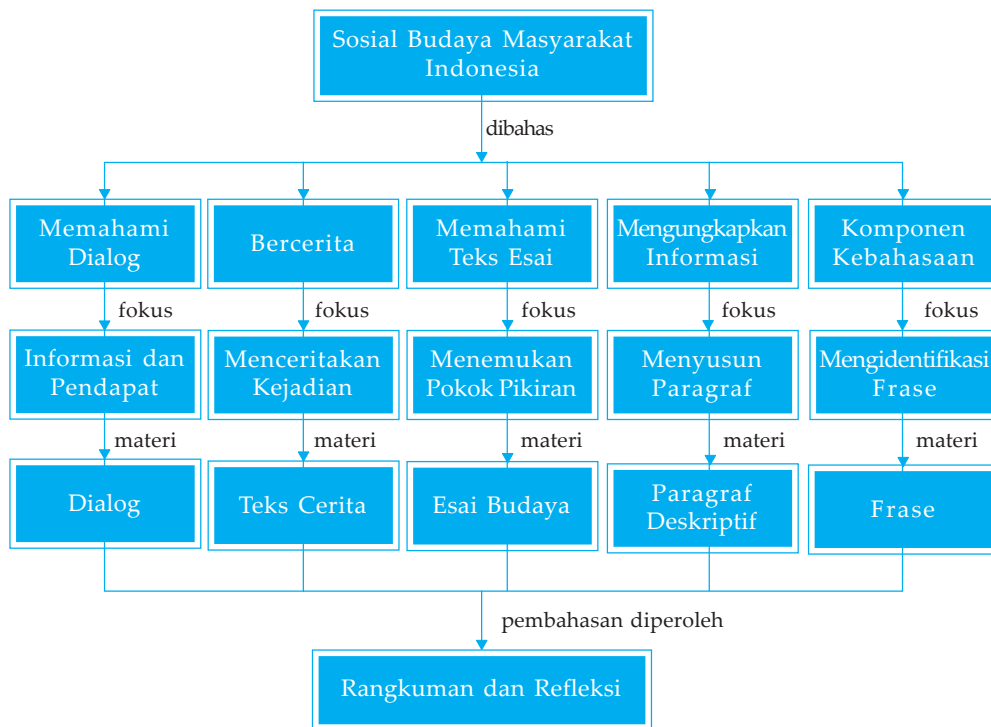 Sosial Budaya Masyarakat
Indonesia
dibahas
Memahami
Dialog
Bercerita
Memahami
Teks Esai
Mengungkapkan
Informasi
Komponen
Kebahasaan
fokus
fokus
fokus
fokus
fokus
Informasi dan
Pendapat
Menceritakan
Kejadian
Menemukan
Pokok Pikiran
Menyusun
Paragraf
Mengidentifikasi
Frase
materi
materi
materi
materi
materi
Dialog
Teks Cerita
Esai Budaya
Paragraf
Deskriptif
Frase
pembahasan diperoleh
Rangkuman dan Refleksi